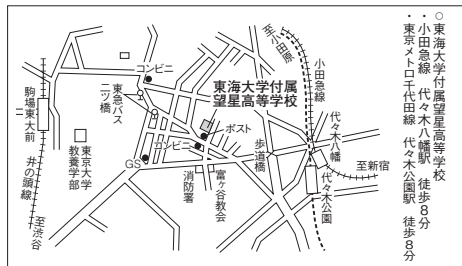 ○東海大学付属望星高等学校
・小田急線　代々木八幡駅　徒歩８分
・東京メトロ千代田線　代々木公園駅　徒歩８分
至小田原
小田急線
代々木八幡
至新宿
代々木公園
歩道橋
東海大学付属
望星高等学校
ポスト
富ヶ谷教会
消防署
コンビニ
コンビニ
東急バス
二ツ橋
GS
東京大学
教養学部
駒場東大前
井の頭線
至渋谷